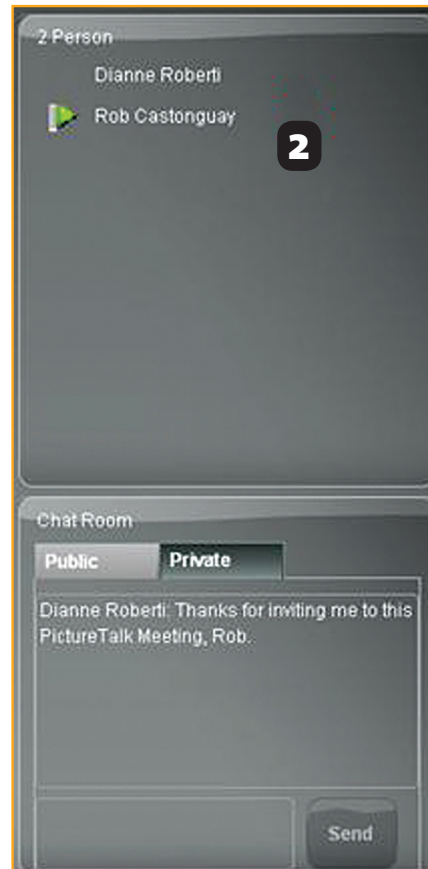 2 Person
Dianne Roberti
Rob Castonguay
2
Chat Room
Public Private
Dianne Roberti: Thanks for inviting me to this
PictureTalk Meeting, Rob.
Send